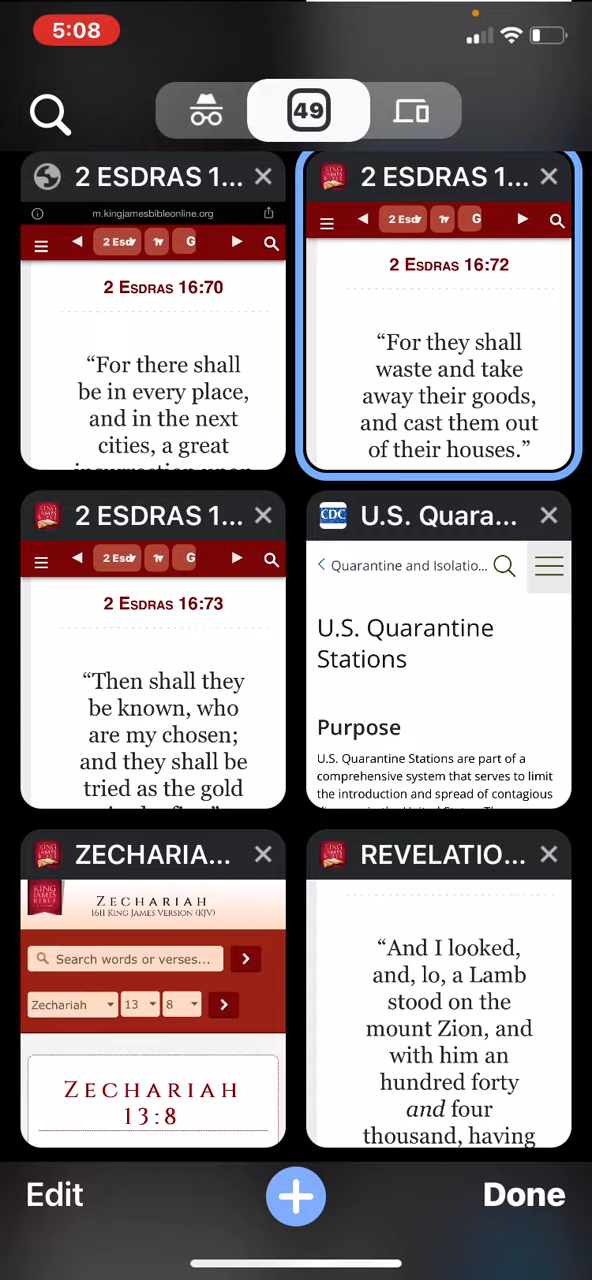 5:08
49
2 ESDRAS 1...
m.kingjamesbibleonline.org
2 Esdr
1v
G
2 Esdras 16:70
“For there shall
be in every place,
and in the next
cities, a great
insurrection upon
2 ESDRAS 1...
2 Esdr
1v
G
2 Esdras 16:72
“For they shall
waste and take
away their goods,
and cast them out
of their houses.”
2 ESDRAS 1...
2 Esdr
1v
G
2 Esdras 16:73
“Then shall they
be known, who
are my chosen;
and they shall be
tried as the gold
CDC
U.S. Quara...
Quarantine and Isolatio...
U.S. Quarantine
Stations
Purpose
U.S. Quarantine Stations are part of a
comprehensive system that serves to limit
the introduction and spread of contagious
ZECHARIA...
KING
JAMES
BIBLE
Zechariah
1611 King James Version (KJV)
Search words or verses...
Zechariah
13
8
Zechariah
13:8
REVELATIO...
“And I looked,
and, lo, a Lamb
stood on the
mount Zion, and
with him an
hundred forty
and four
thousand, having
Edit
Done